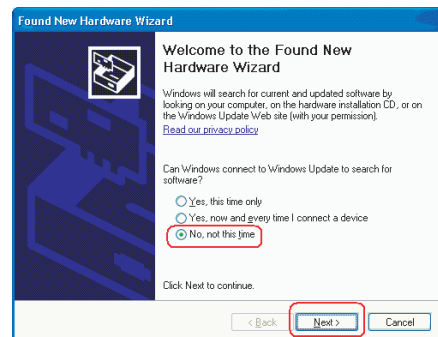 Found New Hardware Wizard
Welcome to the Found New
Hardware Wizard
Windows will search for current and updated software by
looking on your computer, on the hardware installation CD, or on
the Windows Update Web site (with your permission).
Read our privacy policy
Can Windows connect to Windows Update to search for
software?
Yes, this time only
Yes, now and every time I connect a device
No, not this time
Click Next to continue.
< Back
Next >
Cancel